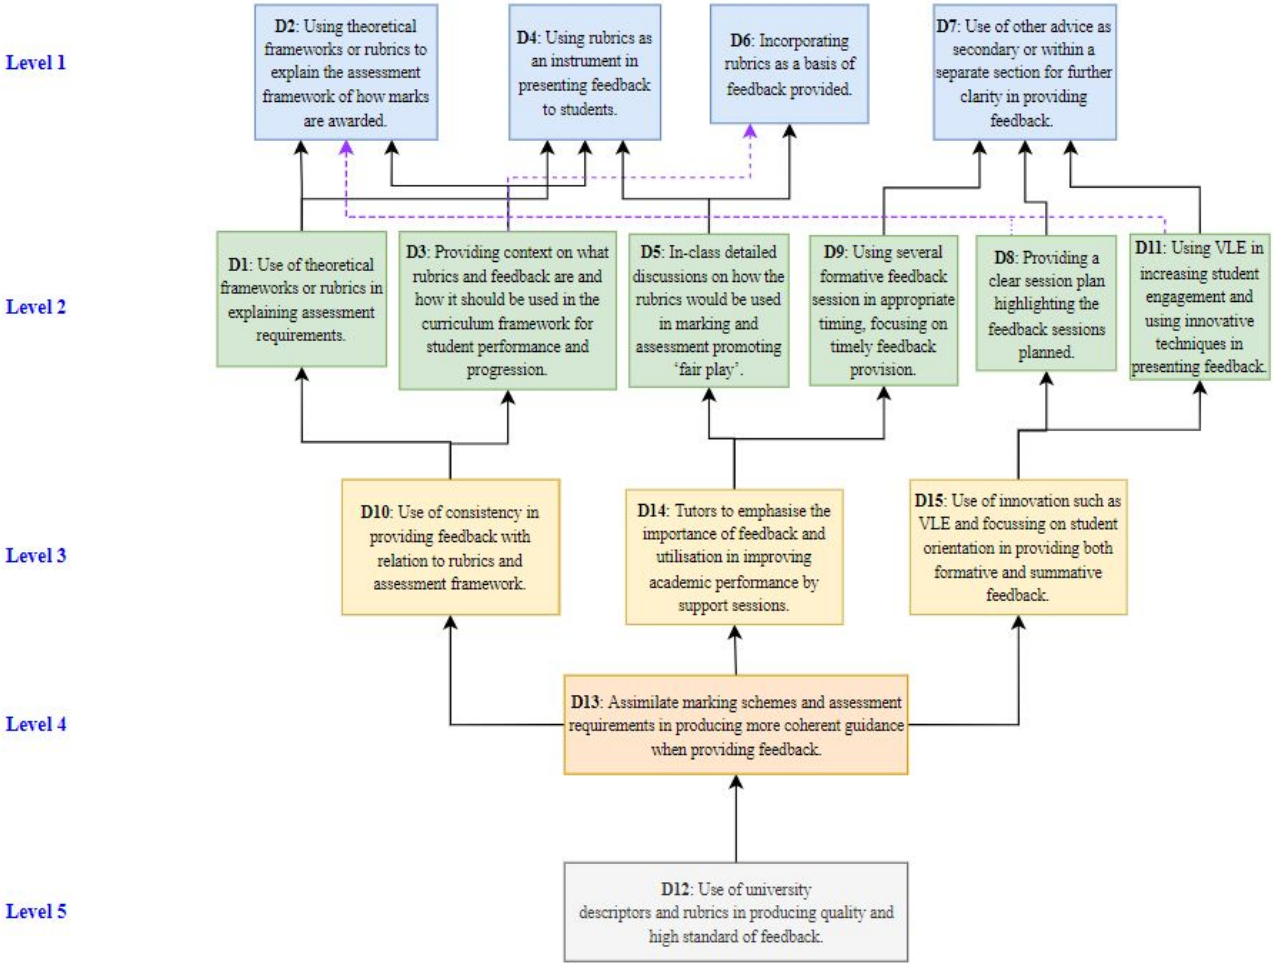 Level 1
D2: Using theoretical
frameworks or rubrics to
explain the assessment
framework of how marks
are awarded.
D4: Using rubrics as
an instrument in
presenting feedback
to students.
D6: Incorporating
rubrics as a basis of
feedback provided.
D7: Use of other advice as
secondary or within a
separate section for further
clarity in providing
feedback.
Level 2
D1: Use of theoretical
frameworks or rubrics in
explaining assessment
requirements.
D3: Providing context on what
rubrics and feedback are and
how it should be used in the
curriculum framework for
student performance and
progression.
D5: In-class detailed
discussions on how the
rubrics would be used
in marking and
assessment promoting
‘fair play’.
D9: Using several
formative feedback
session in appropriate
timing, focusing on
timely feedback
provision.
D8: Providing a
clear session plan
highlighting the
feedback sessions
planned.
D11: Using VLE in
increasing student
engagement and
using innovative
techniques in
presenting feedback.
Level 3
D10: Use of consistency in
providing feedback with
relation to rubrics and
assessment framework.
D14: Tutors to emphasise the
importance of feedback and
utilisation in improving
academic performance by
support sessions.
D15: Use of innovation such as
VLE and focussing on student
orientation in providing both
formative and summative
feedback.
Level 4
D13: Assimilate marking schemes and assessment
requirements in producing more coherent guidance
when providing feedback.
Level 5
D12: Use of university
descriptors and rubrics in producing quality and
high standard of feedback.